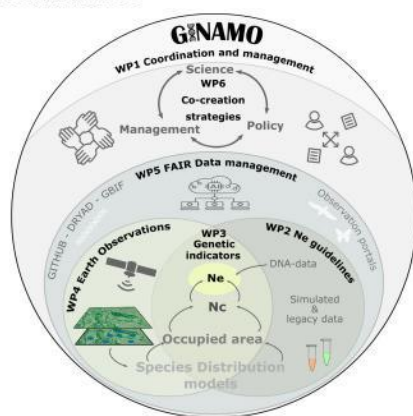 GINAMO
WP1 Coordination and management
Science
WP6
Co-creation
strategies
Management
Policy
WP5 FAIR Data management
GITHUB - DRYAD - GBIF
Observation portals
WP4 Earth Observations
WP3
Genetic
indicators
WP2 Ne guidelines
Ne
DNA-data
Nc
Simulated
&
legacy data
Occupied area
Species Distribution
models